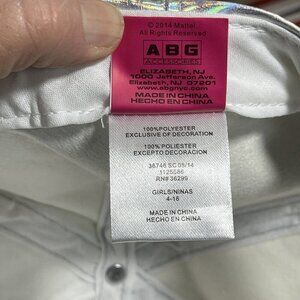 © 2014 Mattel.
All Rights Reserved
ABG
ACCESSORIES
ELIZABETH, NJ
1000 Jefferson Ave.
Elizabeth, NJ 07201
www.abgnyc.com
MADE IN CHINA
HECHO EN CHINA
100%POLYESTER
EXCLUSIVE OF DECORATION
100%POLIESTER
EXCEPTO DECORACION
36746 SC 05/14
1125586
RN#36299
GIRLS/NINAS
4-16
MADE IN CHINA
HECHO EN CHINA